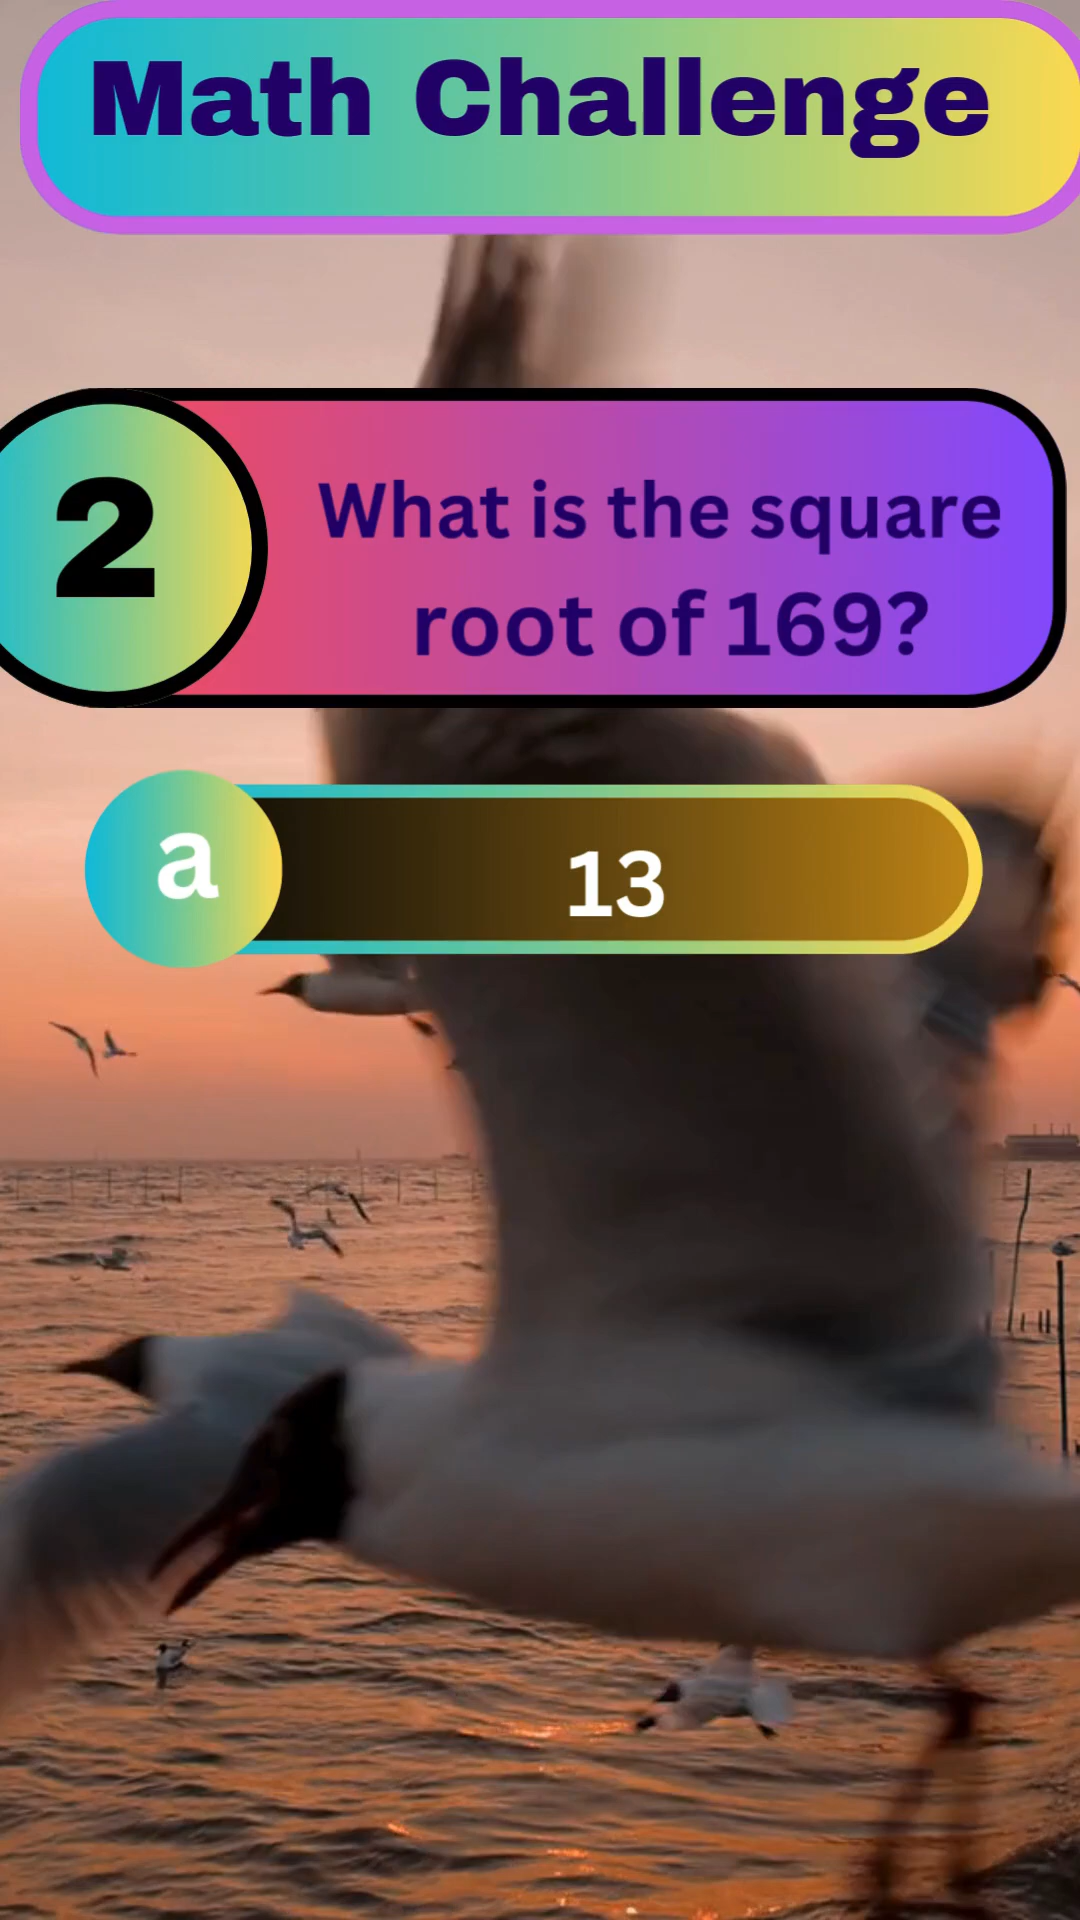 Math Challenge
2
What is the square
root of 169?
a
13